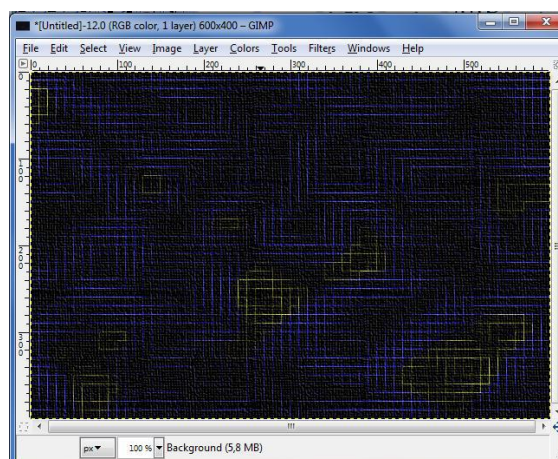 *[Untitled]-12.0 (RGB color, 1 layer) 600x400 – GIMP
File Edit Select View Image Layer Colors Tools Filters Windows Help
0 100 200 300 400 500
0
100
200
300
px 100 % Background (5,8 MB)